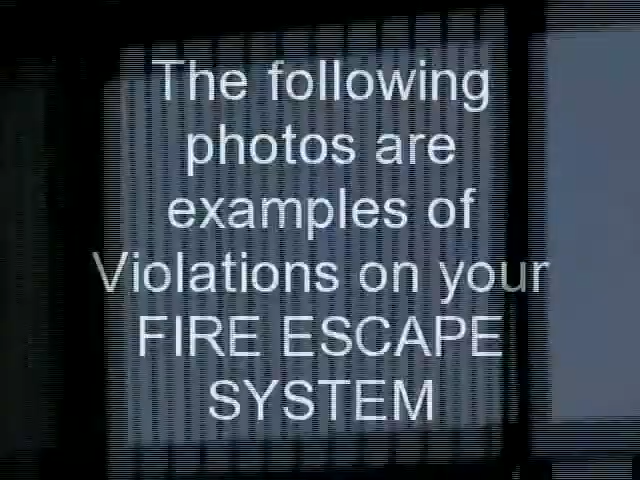 The following
photos are
examples of
Violations on your
FIRE ESCAPE
SYSTEM